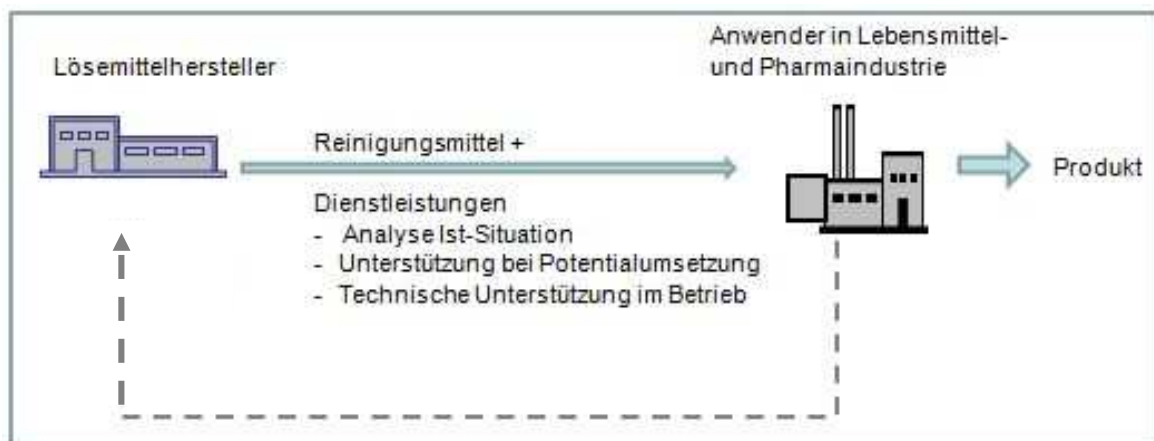 Lösemittelhersteller
Anwender in Lebensmittel-
und Pharmaindustrie
Reinigungsmittel +
Produkt
Dienstleistungen
- Analyse Ist-Situation
- Unterstützung bei Potentialumsetzung
- Technische Unterstützung im Betrieb